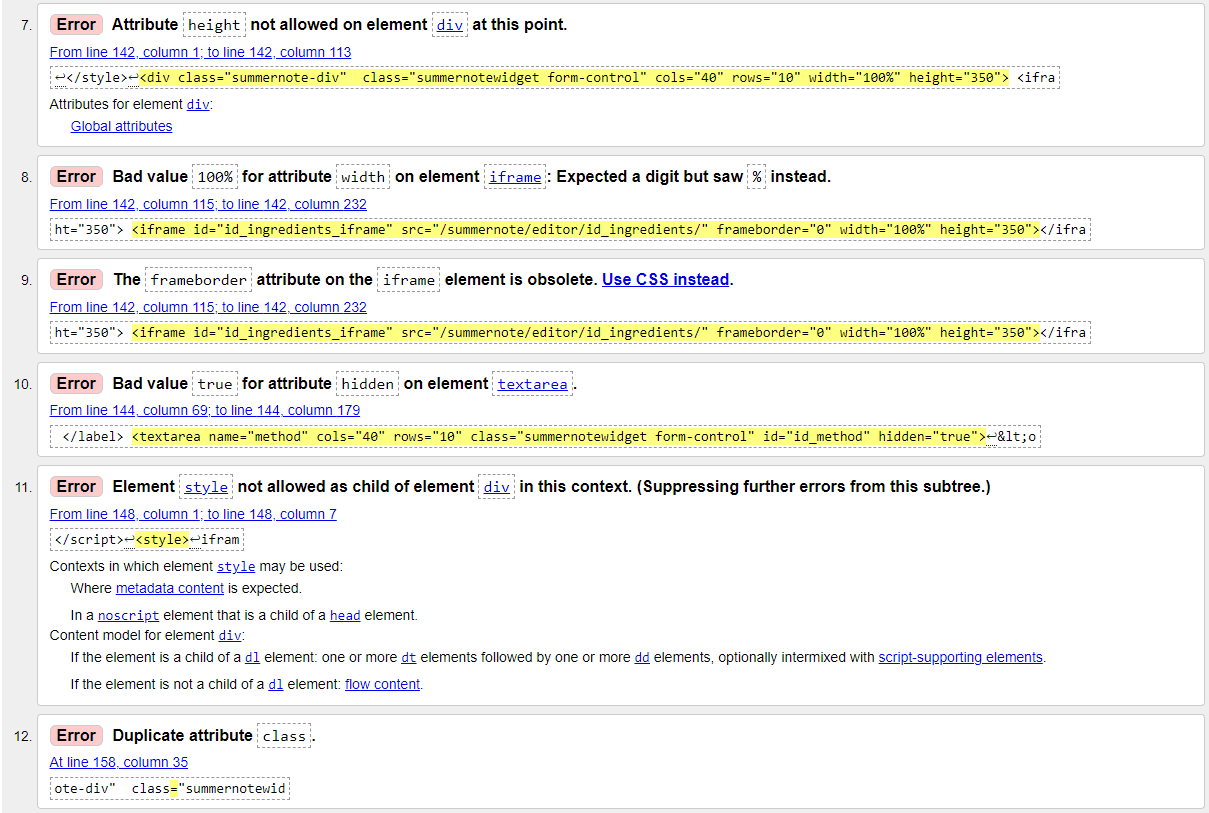 7. Error Attribute height not allowed on element div at this point.
From line 142, column 1; to line 142, column 113
↩</style>↩<div class="summernote-div"  class="summernotewidget form-control" cols="40" rows="10" width="100%" height="350"> <ifra
Attributes for element div:
Global attributes
8. Error Bad value 100% for attribute width on element iframe: Expected a digit but saw % instead.
From line 142, column 115; to line 142, column 232
ht="350"> <iframe id="id_ingredients_iframe" src="/summernote/editor/id_ingredients/" frameborder="0" width="100%" height="350"></ifra
9. Error The frameborder attribute on the iframe element is obsolete. Use CSS instead.
From line 142, column 115; to line 142, column 232
ht="350"> <iframe id="id_ingredients_iframe" src="/summernote/editor/id_ingredients/" frameborder="0" width="100%" height="350"></ifra
10. Error Bad value true for attribute hidden on element textarea.
From line 144, column 69; to line 144, column 179
</label> <textarea name="method" cols="40" rows="10" class="summernotewidget form-control" id="id_method" hidden="true">↩&lt;o
11. Error Element style not allowed as child of element div in this context. (Suppressing further errors from this subtree.)
From line 148, column 1; to line 148, column 7
</script>↩<style>↩ifram
Contexts in which element style may be used:
Where metadata content is expected.
In a noscript element that is a child of a head element.
Content model for element div:
If the element is a child of a dl element: one or more dt elements followed by one or more dd elements, optionally intermixed with script-supporting elements.
If the element is not a child of a dl element: flow content.
12. Error Duplicate attribute class.
At line 158, column 35
ote-div"  class="summernotewid